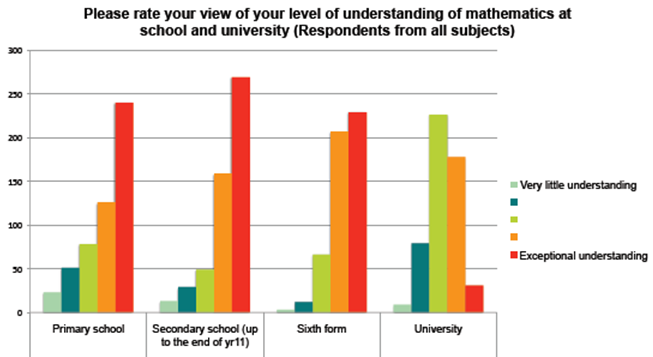 Please rate your view of your level of understanding of mathematics at
school and university (Respondents from all subjects)
300
250
200
150
100
50
0
Primary school
Secondary school (up
to the end of yr11)
Sixth form
University
Very little understanding
Exceptional understanding